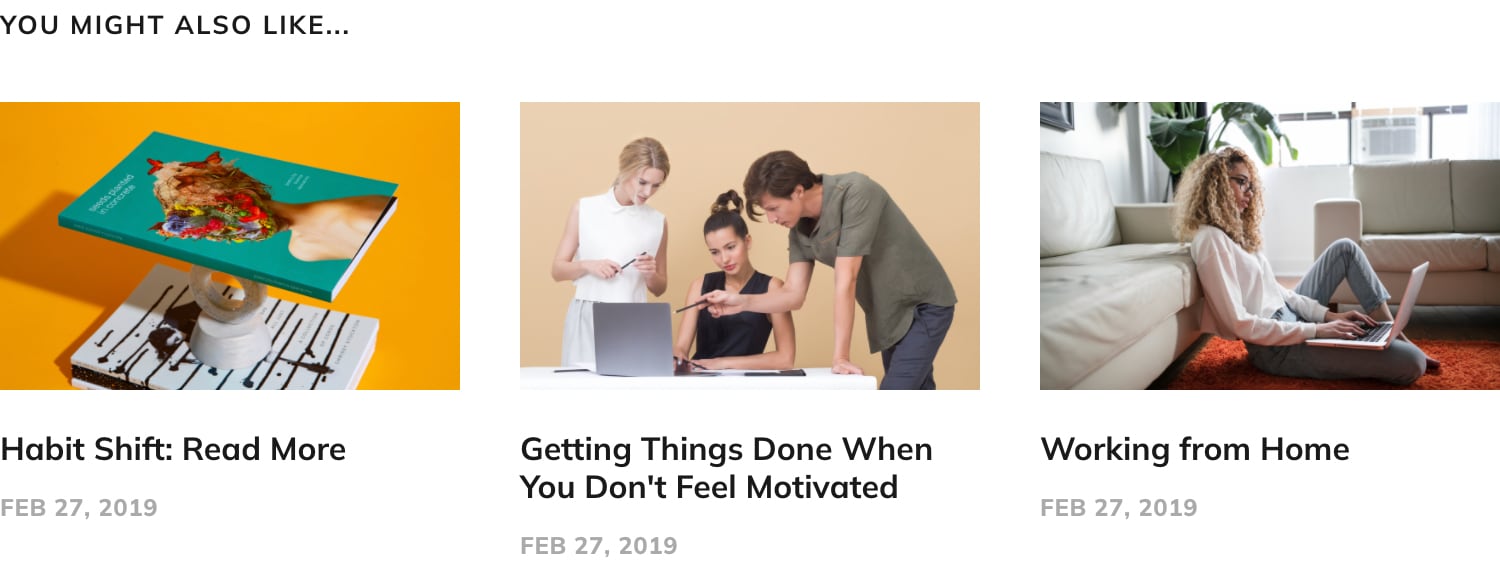 YOU MIGHT ALSO LIKE...
seeds planted
in concrete
Habit Shift: Read More
FEB 27, 2019
Getting Things Done When
You Don't Feel Motivated
FEB 27, 2019
Working from Home
FEB 27, 2019